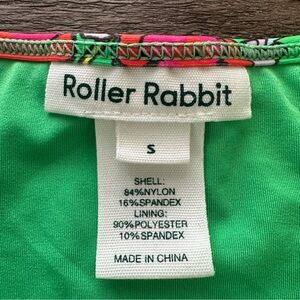 Roller Rabbit
S
SHELL:
84%NYLON
16%SPANDEX
LINING:
90%POLYESTER
10%SPANDEX
MADE IN CHINA